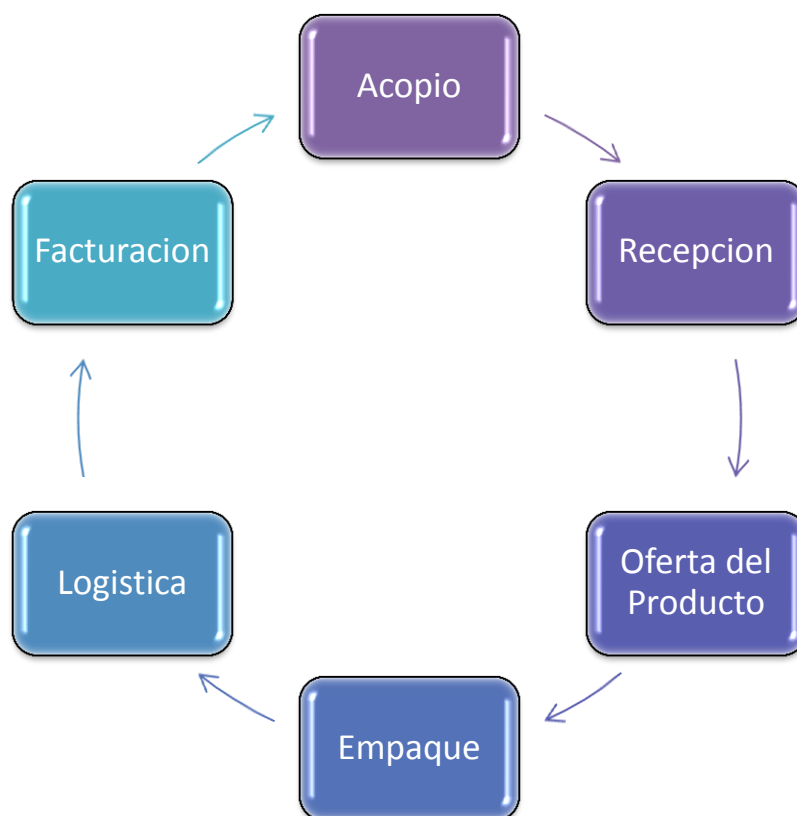 Acopio
Recepcion
Oferta del
Producto
Empaque
Logistica
Facturacion